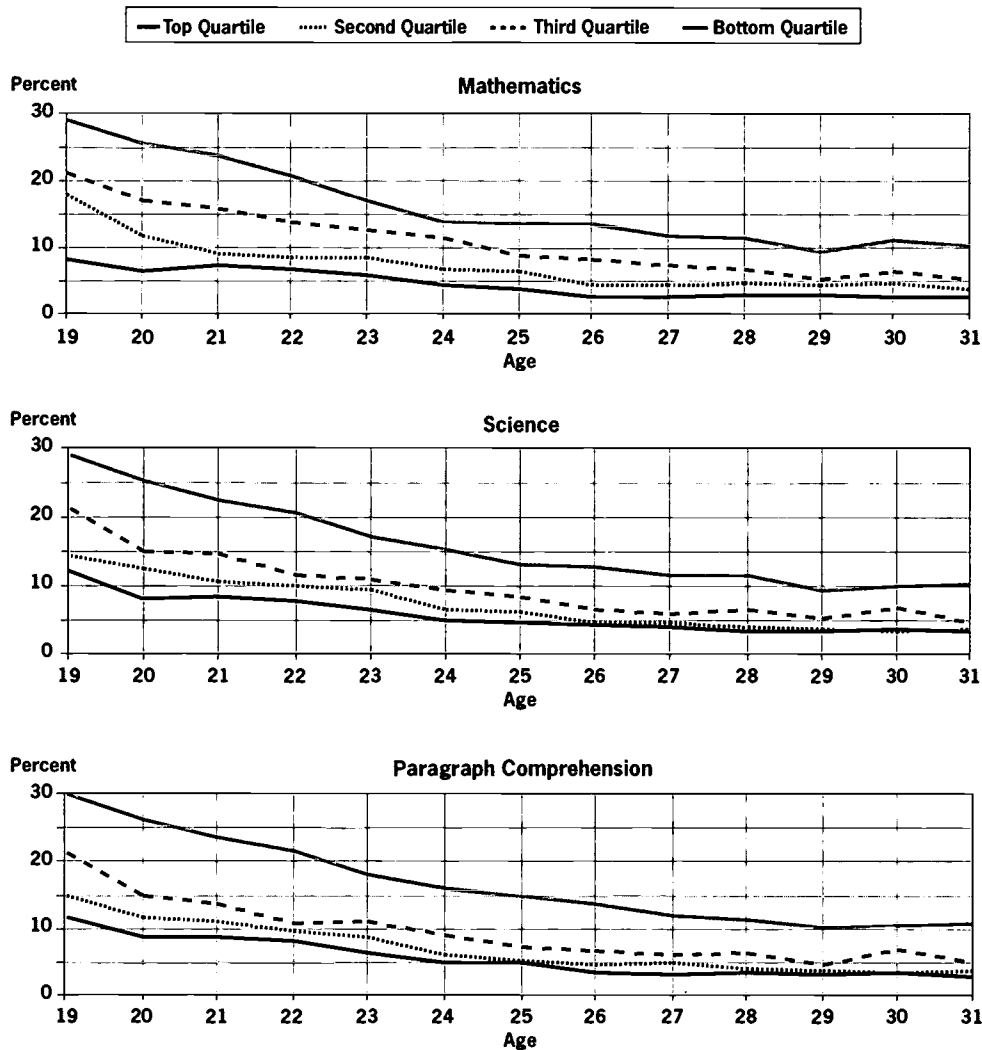 Top Quartile Second Quartile Third Quartile Bottom Quartile
Percent
Mathematics
30
20
10
0
19 20 21 22 23 24 25 26 27 28 29 30 31
Age
Percent
Science
30
20
10
0
19 20 21 22 23 24 25 26 27 28 29 30 31
Age
Percent
Paragraph Comprehension
30
20
10
0
19 20 21 22 23 24 25 26 27 28 29 30 31
Age